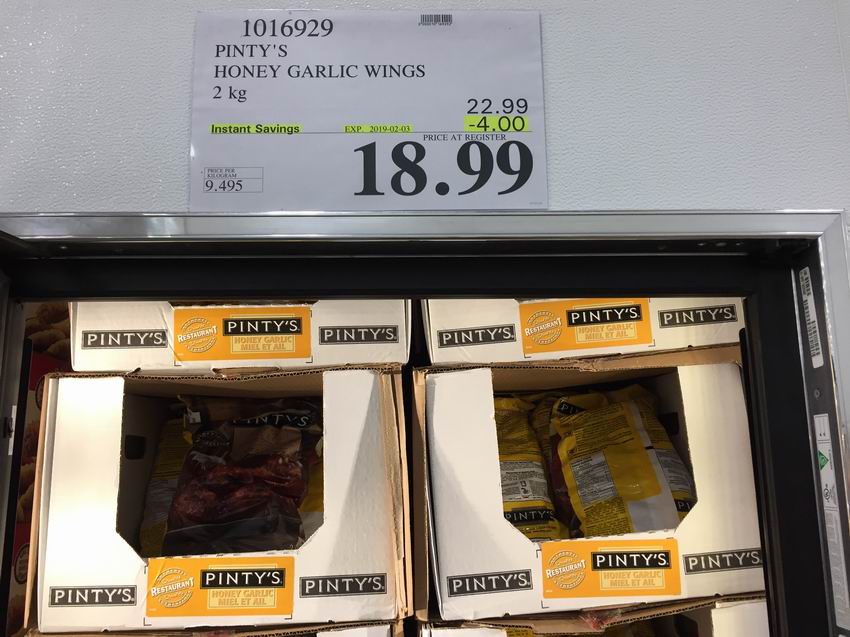 1016929
PINTY'S
HONEY GARLIC WINGS
2 kg
22.99
Instant Savings EXP. 2019-02-03 -4.00
PRICE AT REGISTER
18.99
PRICE PER
KILOGRAM
9.495
PINTY'S
RESTAURANT
PINTY'S
HONEY GARLIC
MIEL ET AIL
PINTY'S
PINTY'S
RESTAURANT
PINTY'S
HONEY GARLIC
MIEL ET AIL
PINTY'S
PINTY'S
PINTY'S
PINTY'S
RESTAURANT
PINTY'S
HONEY GARLIC
MIEL ET AIL
PINTY'S
PINTY'S
RESTAURANT
PINTY'S
HONEY GARLIC
MIEL ET AIL
PINTY'S